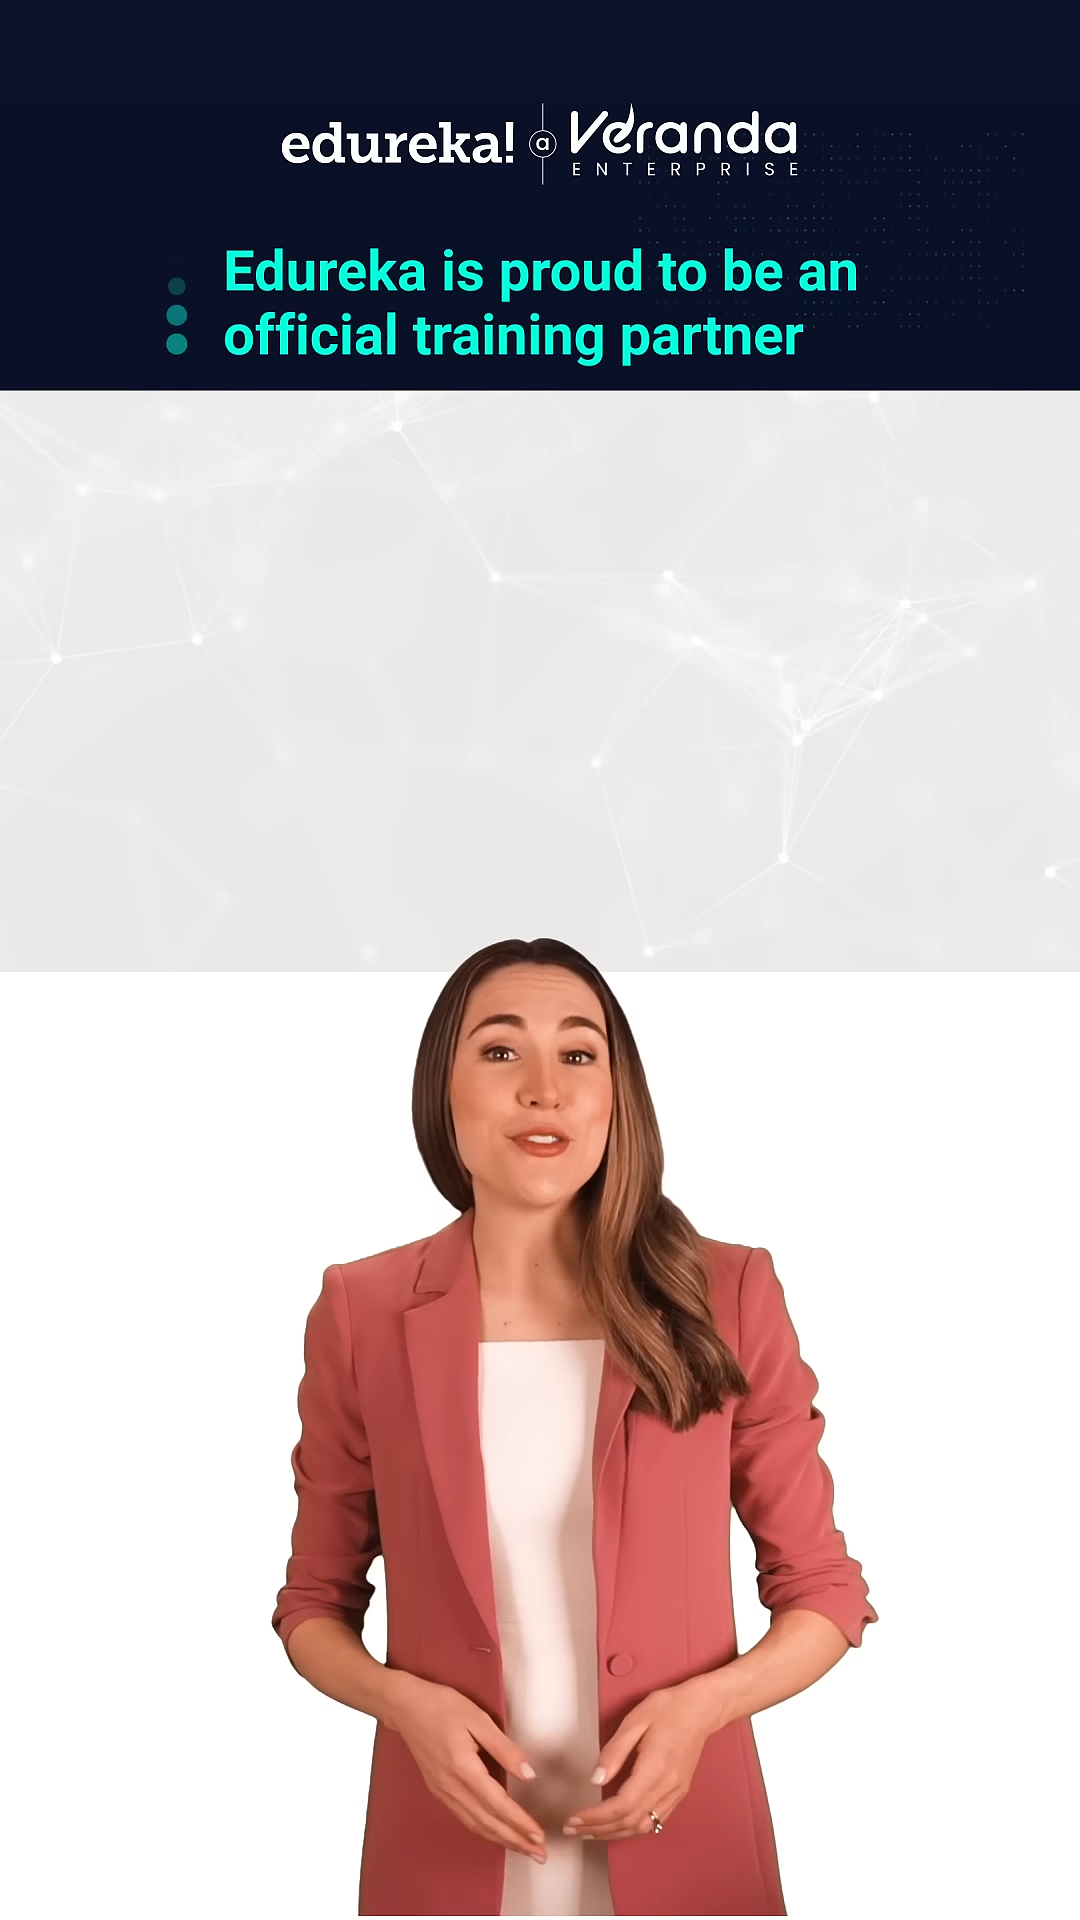 edureka! a Veranda
ENTERPRISE
Edureka is proud to be an
official training partner